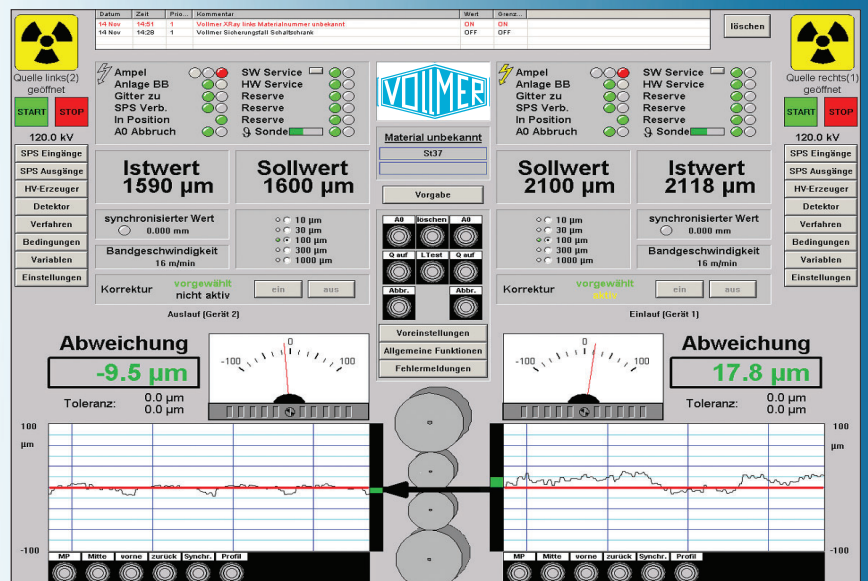 Datum Zeit Prio... Kommentar Wert Grenz...
14 Nov 14:51 1 Vollmer XRay links Materialnummer unbekannt ON ON
14 Nov 14:28 1 Vollmer Sicherungsfall Schaltschrank OFF OFF
löschen
Quelle links(2)
geöffnet
START STOP
120.0 kV
SPS Eingänge
SPS Ausgänge
HV-Erzeuger
Detektor
Verfahren
Bedingungen
Variablen
Einstellungen
Ampel SW Service
Anlage BB HW Service
Gitter zu Reserve
SPS Verb. Reserve
In Position Reserve
A0 Abbruch ϑ Sonde
Istwert
1590 µm
Sollwert
1600 µm
synchronisierter Wert
0.000 mm
Bandgeschwindigkeit
16 m/min
10 µm
30 µm
100 µm
300 µm
1000 µm
Korrektur vorgewählt
nicht aktiv
ein aus
Auslauf (Gerät 2)
VOLLMER
Material unbekannt
St37
Vorgabe
A0 löschen A0
Q auf LTest Q auf
Abbr. Abbr.
Voreinstellungen
Allgemeine Funktionen
Fehlermeldungen
Ampel SW Service
Anlage BB HW Service
Gitter zu Reserve
SPS Verb. Reserve
In Position Reserve
A0 Abbruch ϑ Sonde
Sollwert
2100 µm
Istwert
2118 µm
10 µm
30 µm
100 µm
300 µm
1000 µm
synchronisierter Wert
0.000 mm
Bandgeschwindigkeit
16 m/min
Korrektur vorgewählt
aktiv
ein aus
Einlauf (Gerät 1)
Quelle rechts(1)
geöffnet
START STOP
120.0 kV
SPS Eingänge
SPS Ausgänge
HV-Erzeuger
Detektor
Verfahren
Bedingungen
Variablen
Einstellungen
Abweichung
-9.5 µm
Toleranz: 0.0 µm
0.0 µm
-100 0 100
-100 0 100
Abweichung
17.8 µm
Toleranz: 0.0 µm
0.0 µm
100
µm
-100
100
µm
-100
MP Mitte vorne zurück Synchr. Profil
MP Mitte vorne zurück Synchr. Profil